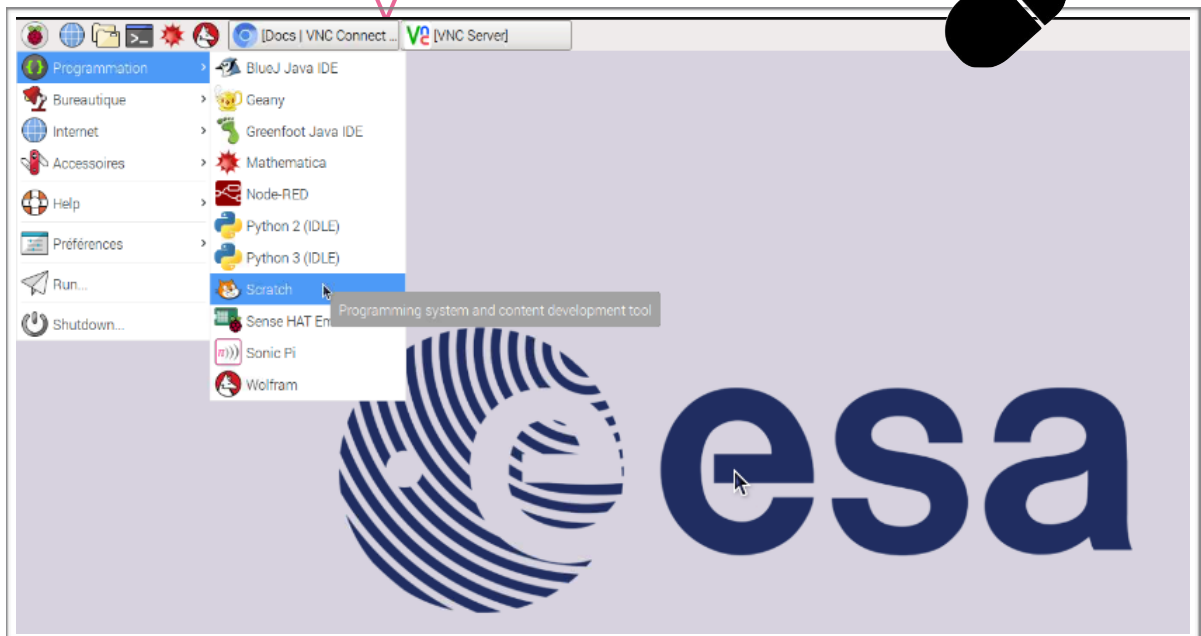 [Docs | VNC Connect ... [VNC Server]
Programmation
Bureautique
Internet
Accessoires
Help
Préférences
Run...
Shutdown...
BlueJ Java IDE
Geany
Greenfoot Java IDE
Mathematica
Node-RED
Python 2 (IDLE)
Python 3 (IDLE)
Scratch
Programming system and content development tool
Sense HAT Em
Sonic Pi
Wolfram
esa